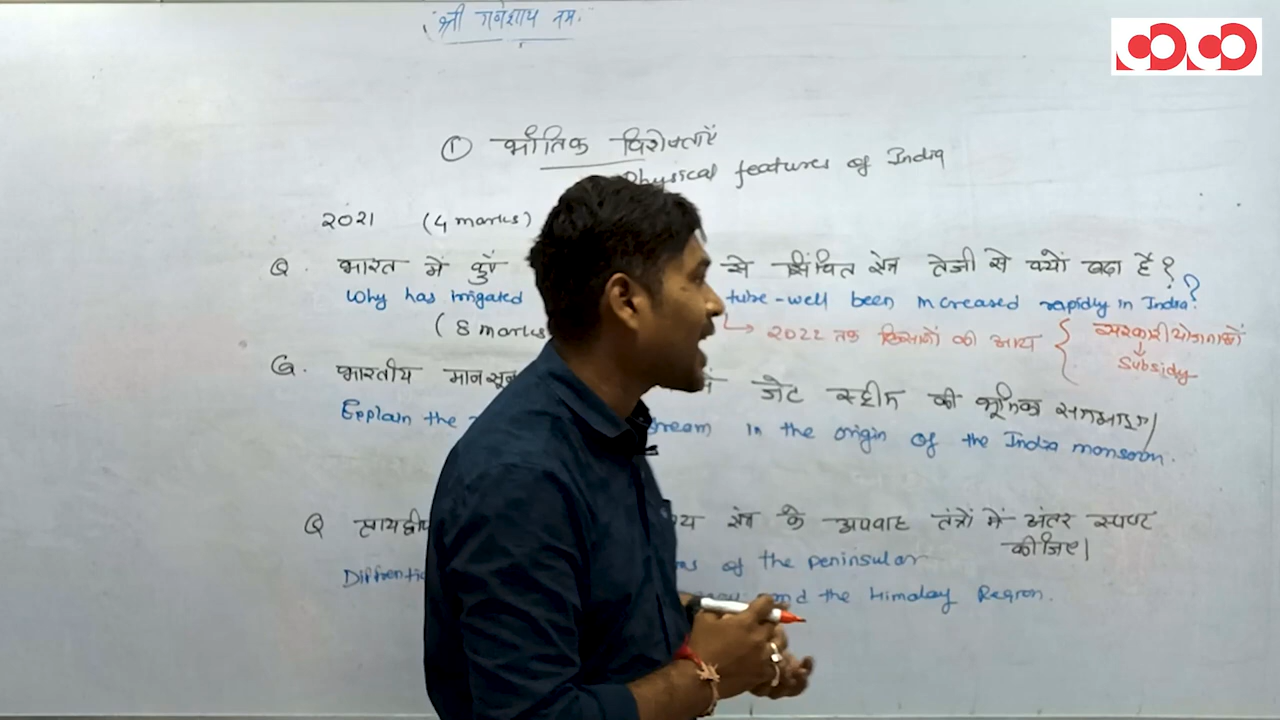 श्री गणेशाय नमः
① भौतिक विशेषताएँ
Physical features of India
2021 (4 marks)
Q. भारत में कुएँ से सिंचित क्षेत्र तेजी से क्यों बढ़ा है?
Why has irrigated tube-well been increased rapidly in India?
(8 marks
2022 तक किसानों की आय { सरकारी योजनाओं
Subsidy
Q. भारतीय मानसून में जेट स्ट्रीम की भूमिका समझाइए।
Explain the stream in the origin of the India monsoon.
Q के अपवाह तंत्रों में अंतर स्पष्ट
कीजिए।
of the peninsular
and the Himalay Region.